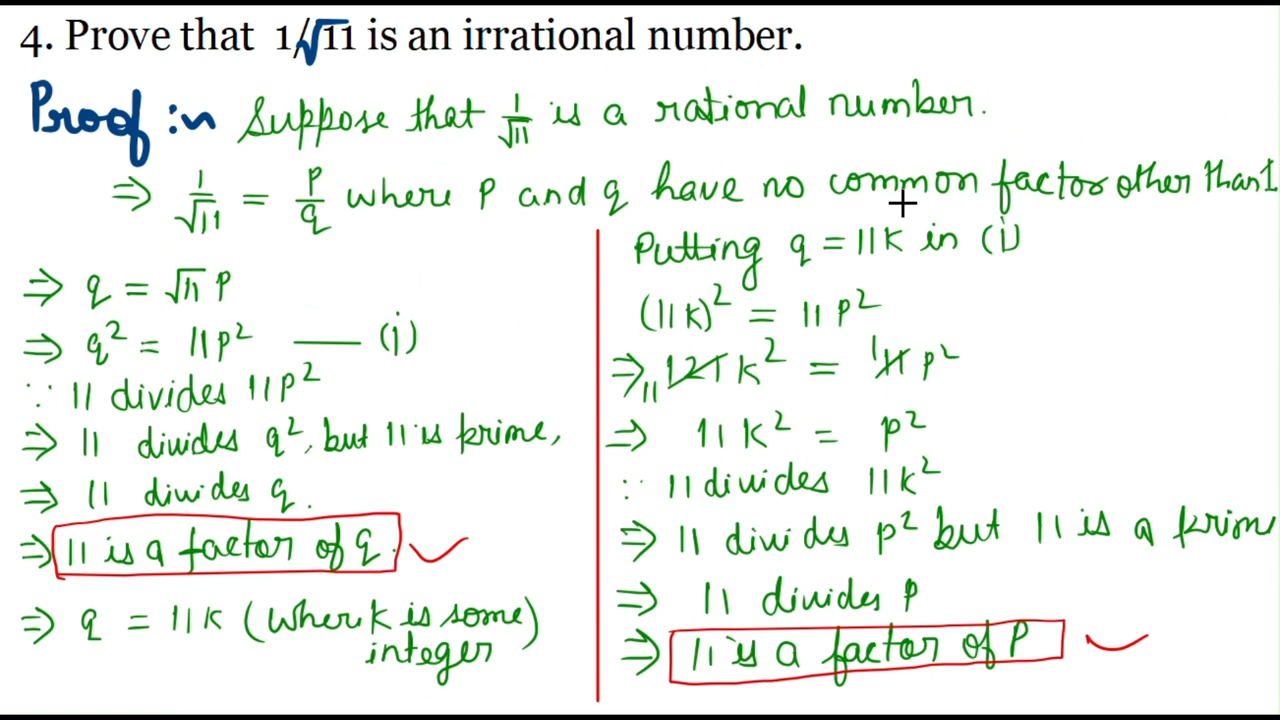 4. Prove that 1/√11 is an irrational number.
Proof :- Suppose that 1/√11 is a rational number.
⇒ 1/√11 = p/q where p and q have no common factor other than 1
⇒ q = √11 p
⇒ q² = 11p² —— (i)
∵ 11 divides 11p²
⇒ 11 divides q², but 11 is prime,
⇒ 11 divides q.
⇒ 11 is a factor of q.
⇒ q = 11k (where k is some
integer)
Putting q = 11k in (i)
(11k)² = 11p²
⇒ 11 121k² = 1 11 p²
⇒ 11k² = p²
∵ 11 divides 11k²
⇒ 11 divides p² but 11 is a prime
⇒ 11 divides p
⇒ 11 is a factor of p